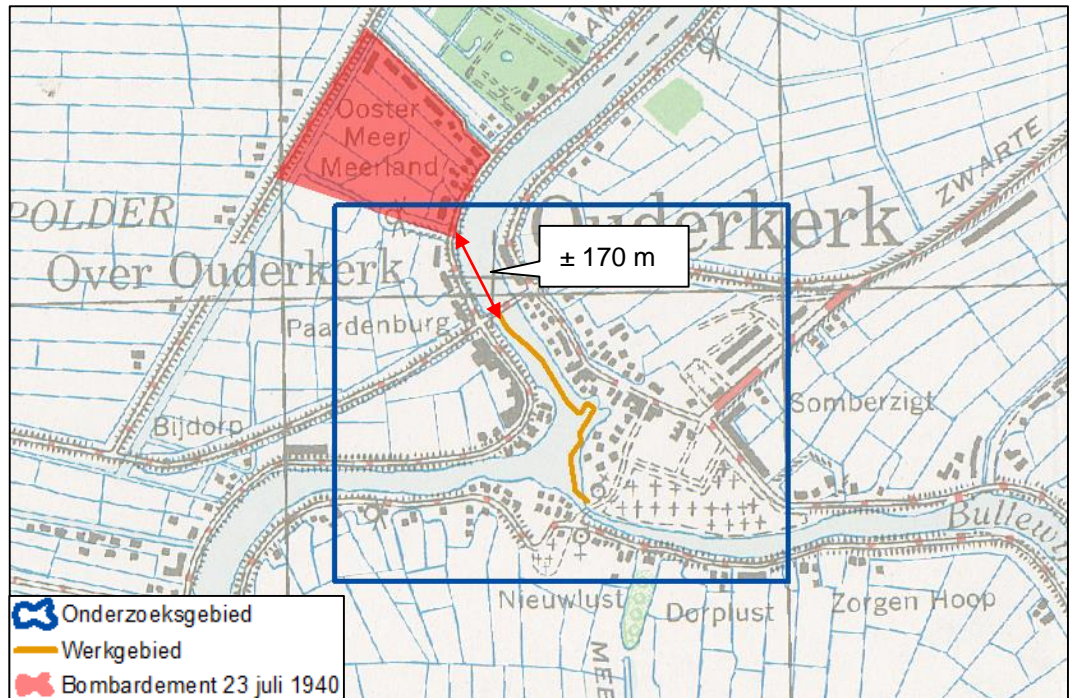 AM
Ooster
Meer
Meerland
ZWARTE
POLDER
Ouderkerk
Over Ouderkerk
± 170 m
Paardenburg
Somberzigt
Bijdorp
Nieuwlust
Dorplust
Zorgen Hoop
Onderzoeksgebied
Werkgebied
Bombardement 23 juli 1940